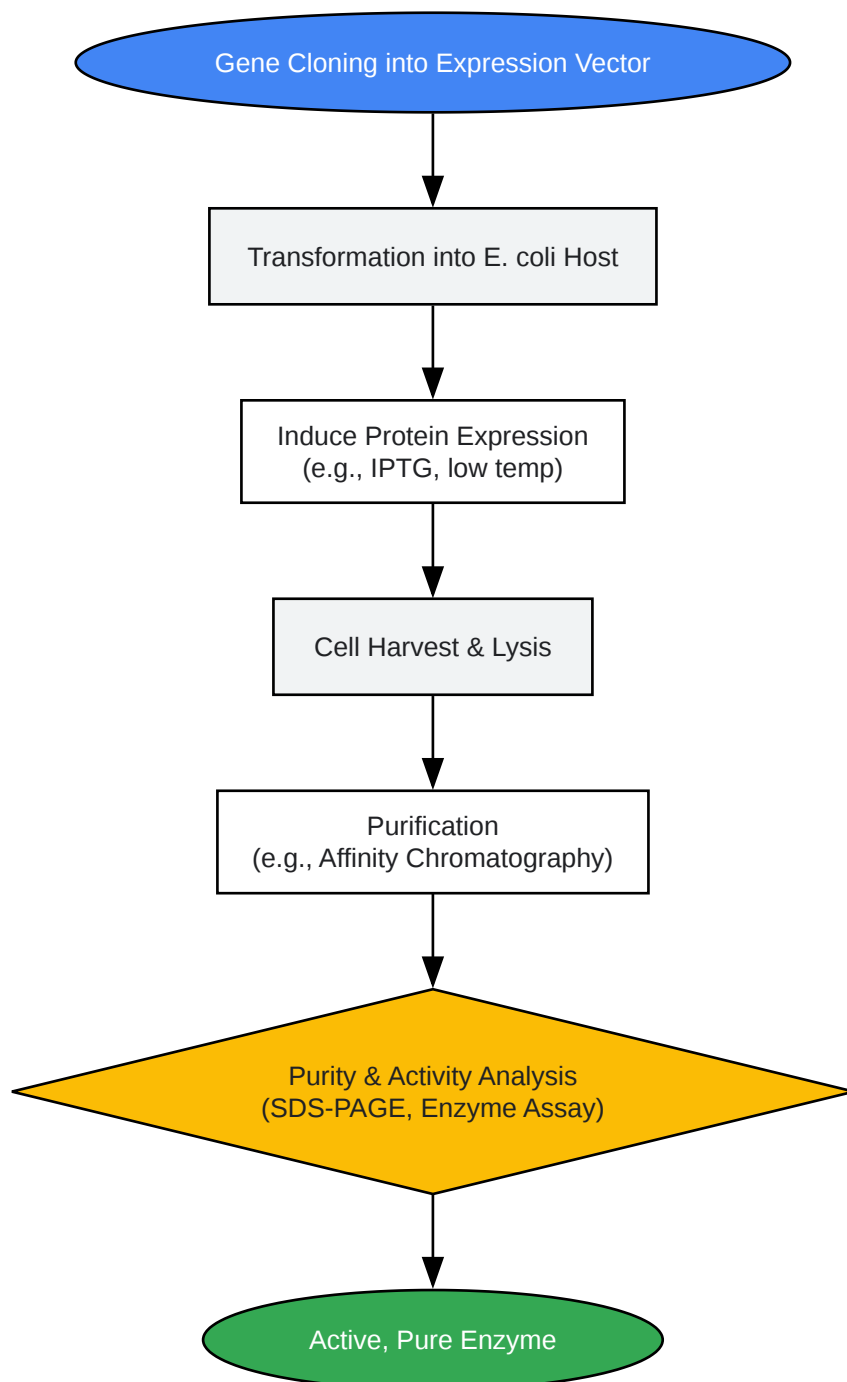 Gene Cloning into Expression Vector
Transformation into E. coli Host
Induce Protein Expression
(e.g., IPTG, low temp)
Cell Harvest & Lysis
Purification
(e.g., Affinity Chromatography)
Purity & Activity Analysis
(SDS-PAGE, Enzyme Assay)
Active, Pure Enzyme